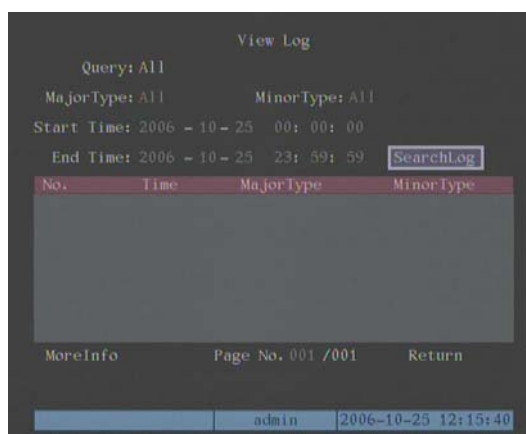 View Log
Query: All
MajorType: All MinorType: All
Start Time: 2006 - 10 - 25 00: 00: 00
End Time: 2006 - 10 - 25 23: 59: 59 SearchLog
No. Time MajorType MinorType
MoreInfo Page No. 001 /001 Return
admin 2006-10-25 12:15:40